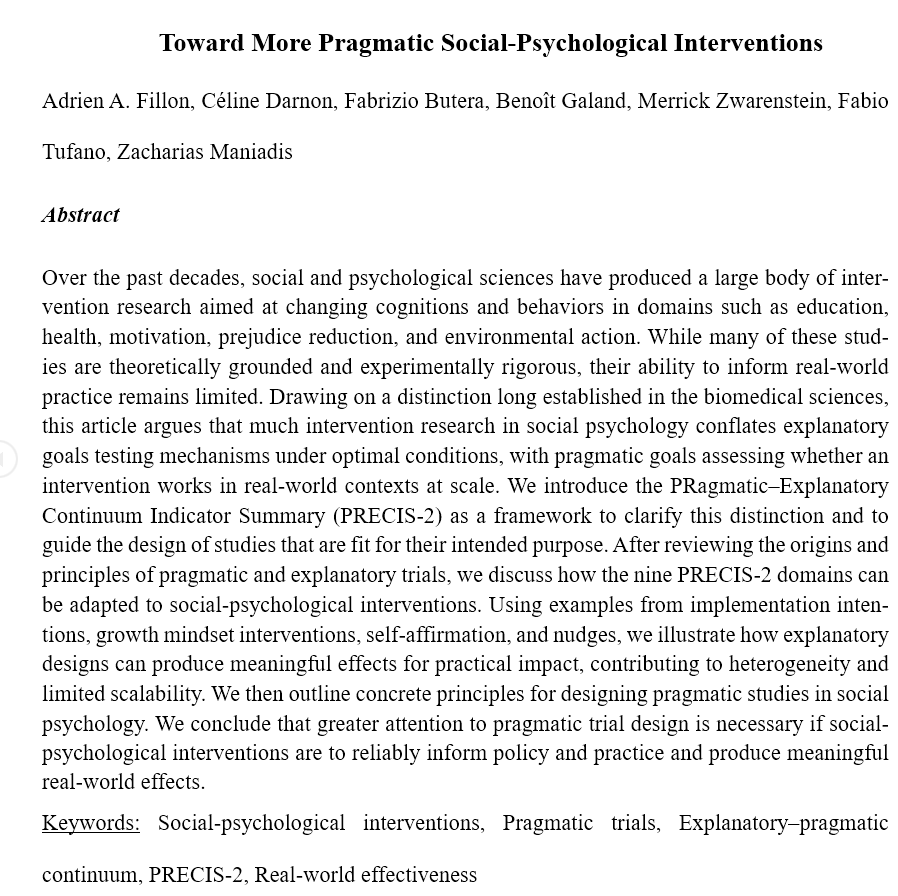 Toward More Pragmatic Social-Psychological Interventions
Adrien A. Fillon, Céline Darnon, Fabrizio Butera, Benoît Galand, Merrick Zwarenstein, Fabio
Tufano, Zacharias Maniadis
Abstract
Over the past decades, social and psychological sciences have produced a large body of inter-
vention research aimed at changing cognitions and behaviors in domains such as education,
health, motivation, prejudice reduction, and environmental action. While many of these stud-
ies are theoretically grounded and experimentally rigorous, their ability to inform real-world
practice remains limited. Drawing on a distinction long established in the biomedical sciences,
this article argues that much intervention research in social psychology conflates explanatory
goals testing mechanisms under optimal conditions, with pragmatic goals assessing whether an
intervention works in real-world contexts at scale. We introduce the PRagmatic–Explanatory
Continuum Indicator Summary (PRECIS-2) as a framework to clarify this distinction and to
guide the design of studies that are fit for their intended purpose. After reviewing the origins and
principles of pragmatic and explanatory trials, we discuss how the nine PRECIS-2 domains can
be adapted to social-psychological interventions. Using examples from implementation inten-
tions, growth mindset interventions, self-affirmation, and nudges, we illustrate how explanatory
designs can produce meaningful effects for practical impact, contributing to heterogeneity and
limited scalability. We then outline concrete principles for designing pragmatic studies in social
psychology. We conclude that greater attention to pragmatic trial design is necessary if social-
psychological interventions are to reliably inform policy and practice and produce meaningful
real-world effects.
Keywords: Social-psychological interventions, Pragmatic trials, Explanatory–pragmatic
continuum, PRECIS-2, Real-world effectiveness